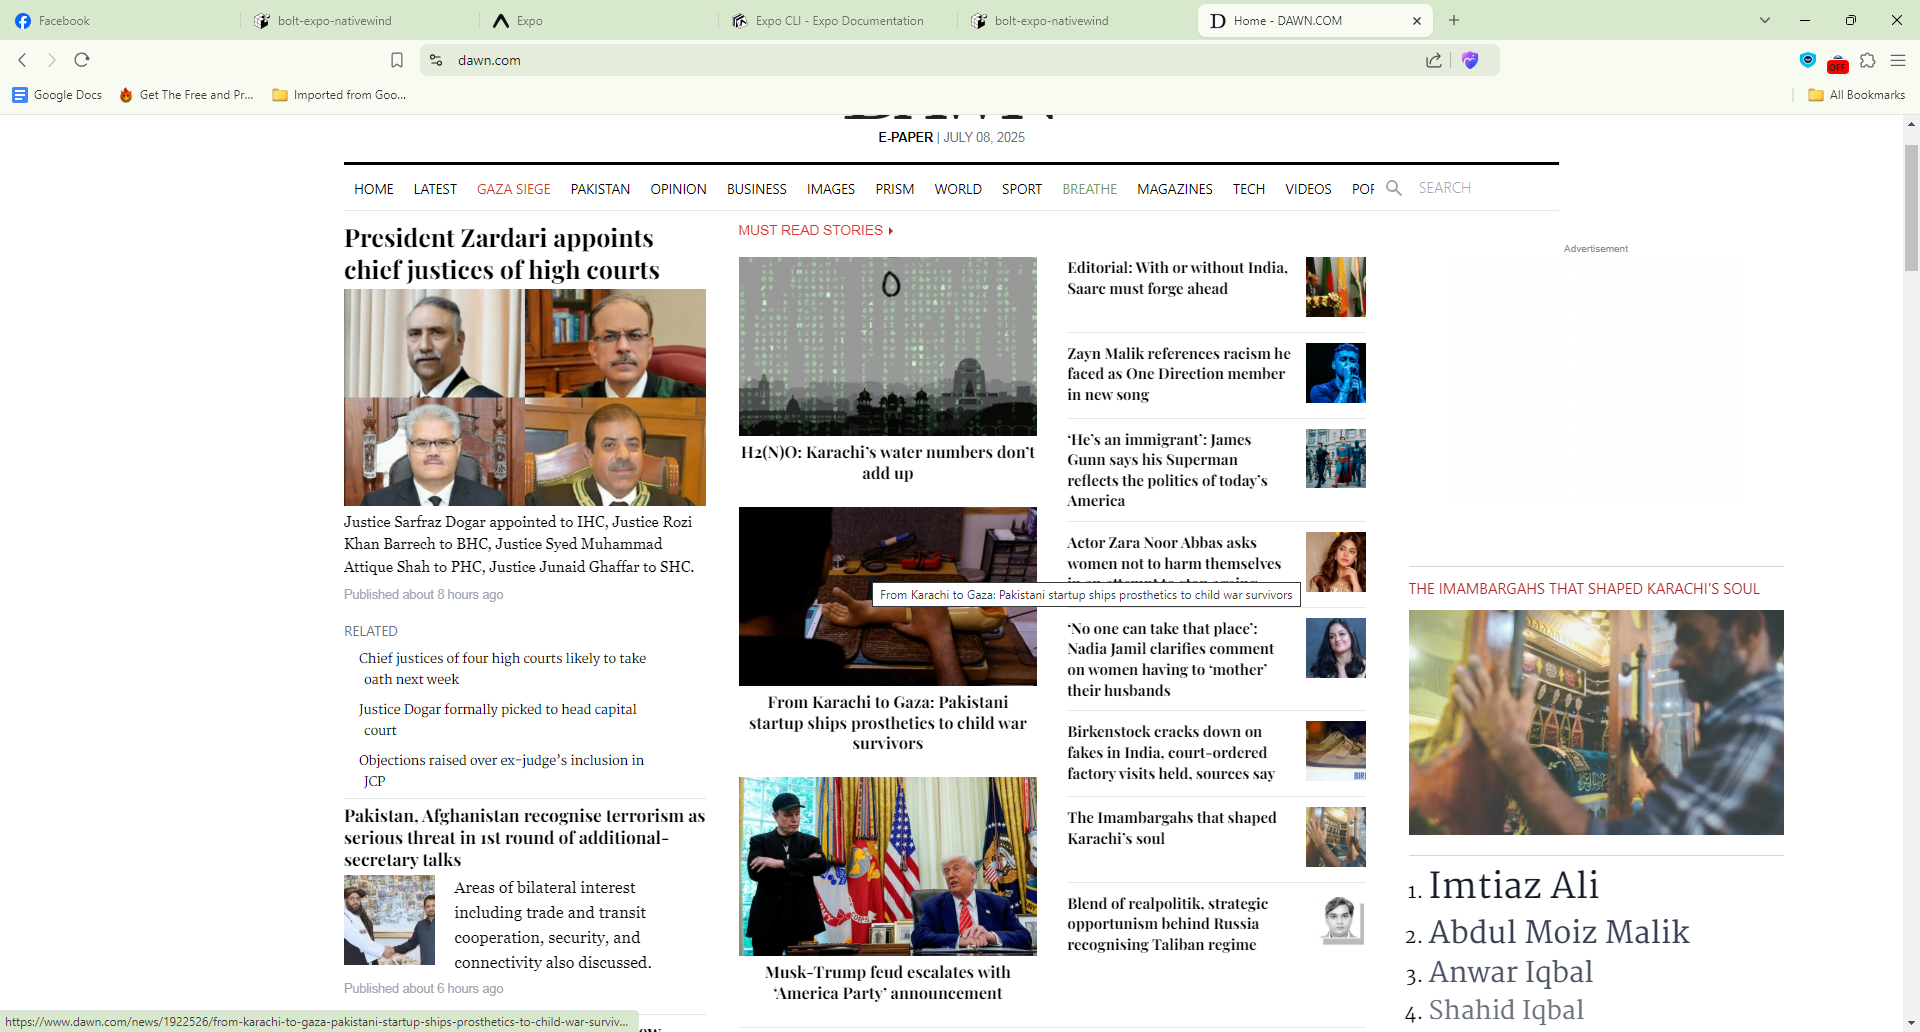 Facebook
bolt-expo-nativewind
Expo
Expo CLI - Expo Documentation
bolt-expo-nativewind
Home - DAWN.COM
dawn.com
OFF
Google Docs
Get The Free and Pr...
Imported from Goo...
All Bookmarks
E-PAPER | JULY 08, 2025
HOME LATEST GAZA SIEGE PAKISTAN OPINION BUSINESS IMAGES PRISM WORLD SPORT BREATHE MAGAZINES TECH VIDEOS POP SEARCH
President Zardari appoints
chief justices of high courts
Justice Sarfraz Dogar appointed to IHC, Justice Rozi
Khan Barrech to BHC, Justice Syed Muhammad
Attique Shah to PHC, Justice Junaid Ghaffar to SHC.
Published about 8 hours ago
RELATED
Chief justices of four high courts likely to take
oath next week
Justice Dogar formally picked to head capital
court
Objections raised over ex-judge's inclusion in
JCP
Pakistan, Afghanistan recognise terrorism as
serious threat in 1st round of additional-
secretary talks
Areas of bilateral interest
including trade and transit
cooperation, security, and
connectivity also discussed.
Published about 6 hours ago
MUST READ STORIES
H2(N)O: Karachi's water numbers don't
add up
From Karachi to Gaza: Pakistani
startup ships prosthetics to child war
survivors
Musk-Trump feud escalates with
‘America Party’ announcement
Editorial: With or without India,
Saarc must forge ahead
Zayn Malik references racism he
faced as One Direction member
in new song
‘He’s an immigrant’: James
Gunn says his Superman
reflects the politics of today’s
America
Actor Zara Noor Abbas asks
women not to harm themselves
From Karachi to Gaza: Pakistani startup ships prosthetics to child war survivors
‘No one can take that place’:
Nadia Jamil clarifies comment
on women having to ‘mother’
their husbands
Birkenstock cracks down on
fakes in India, court-ordered
factory visits held, sources say
The Imambargahs that shaped
Karachi’s soul
Blend of realpolitik, strategic
opportunism behind Russia
recognising Taliban regime
Advertisement
THE IMAMBARGAHS THAT SHAPED KARACHI'S SOUL
1. Imtiaz Ali
2. Abdul Moiz Malik
3. Anwar Iqbal
4. Shahid Iqbal
https://www.dawn.com/news/1922526/from-karachi-to-gaza-pakistani-startup-ships-prosthetics-to-child-war-surviv...